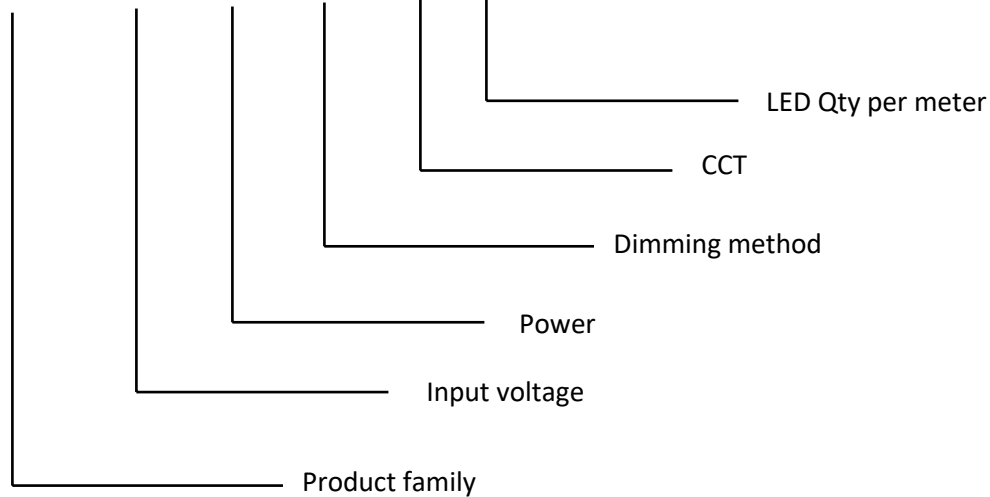 LED Qty per meter
CCT
Dimming method
Power
Input voltage
Product family